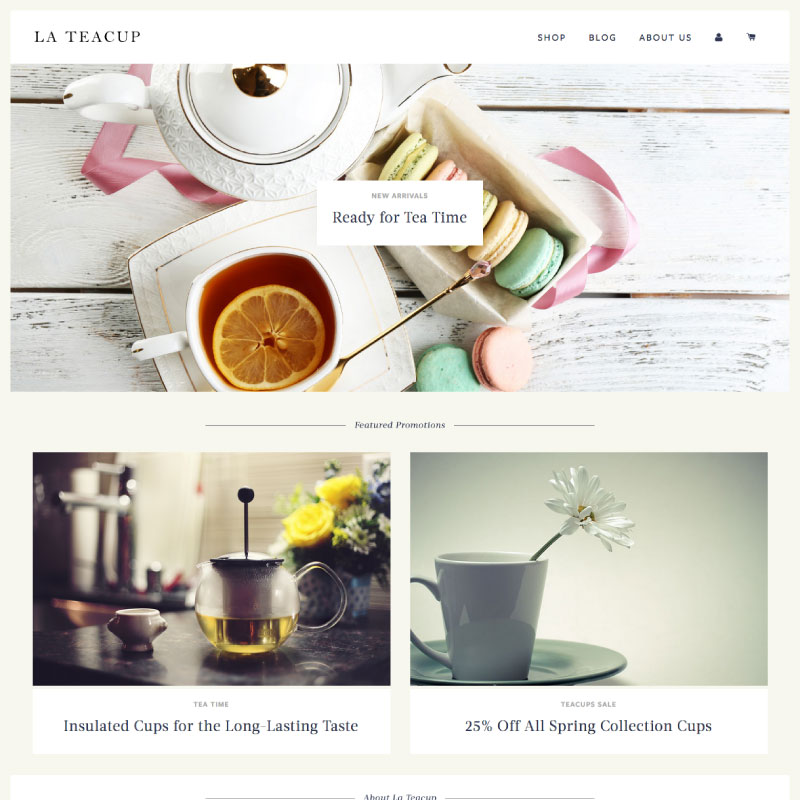 LA TEACUP
SHOP BLOG ABOUT US
NEW ARRIVALS
Ready for Tea Time
Featured Promotions
TEA TIME
Insulated Cups for the Long-Lasting Taste
TEACUPS SALE
25% Off All Spring Collection Cups
About La Teacup